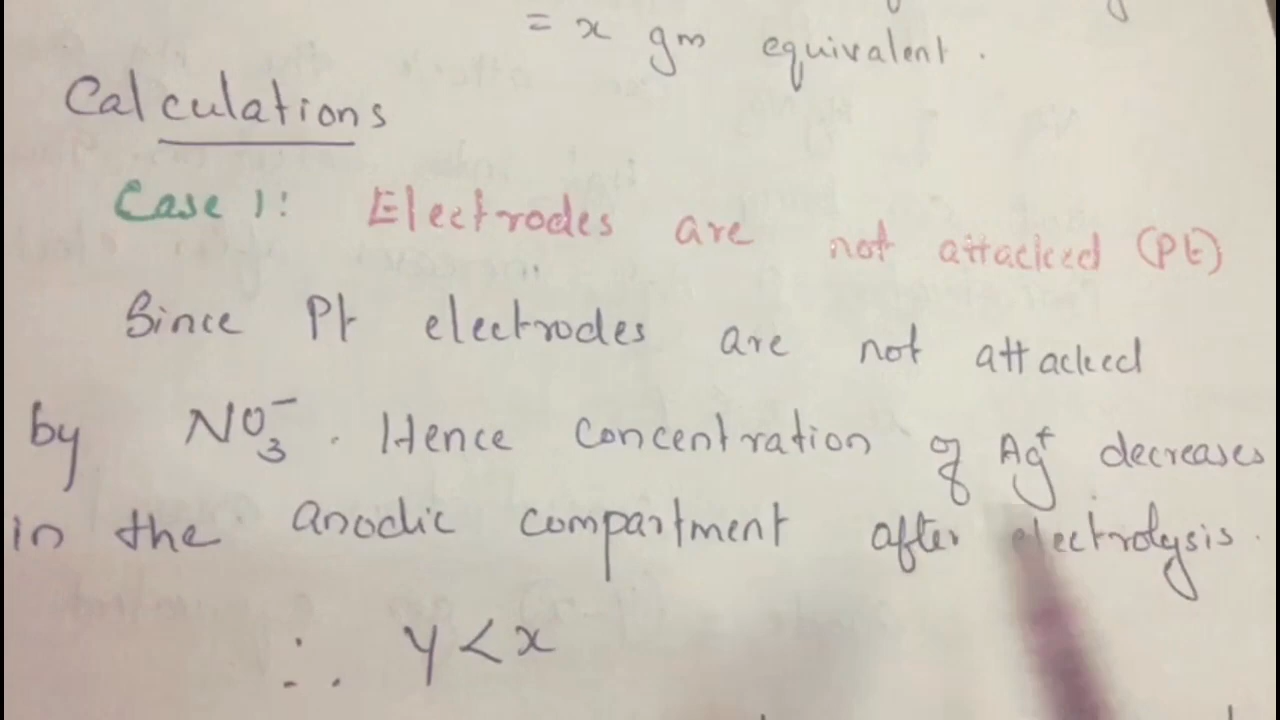 = x gm equivalent.
Calculations
Case 1: Electrodes are not attacked (Pt)
Since Pt electrodes are not attacked
by NO₃⁻. Hence concentration of Ag⁺ decreases
in the anodic compartment after electrolysis.
∴ y < x